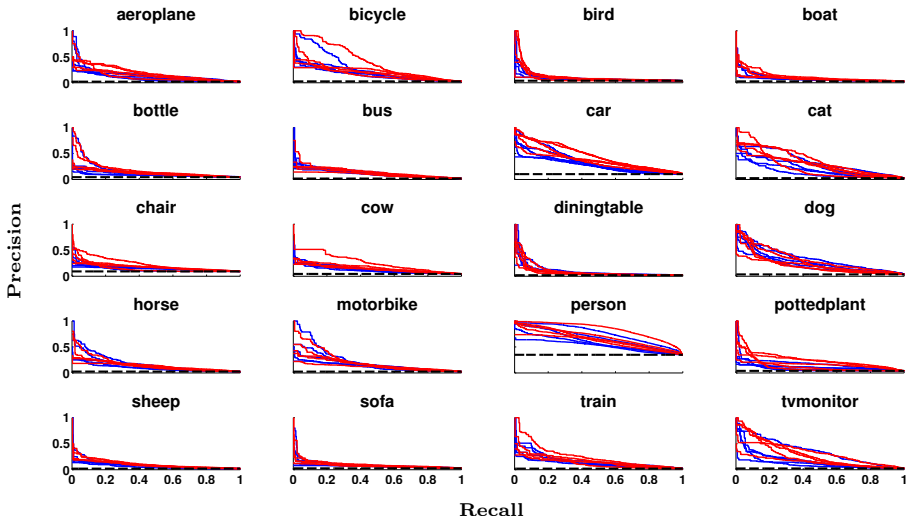 aeroplane bicycle bird boat
1
0.5
0
bottle bus car cat
1
0.5
0
chair cow diningtable dog
1
0.5
0
horse motorbike person pottedplant
1
0.5
0
sheep sofa train tvmonitor
1
0.5
0
0 0.2 0.4 0.6 0.8 1 0 0.2 0.4 0.6 0.8 1 0 0.2 0.4 0.6 0.8 1 0 0.2 0.4 0.6 0.8 1
Precision
Recall